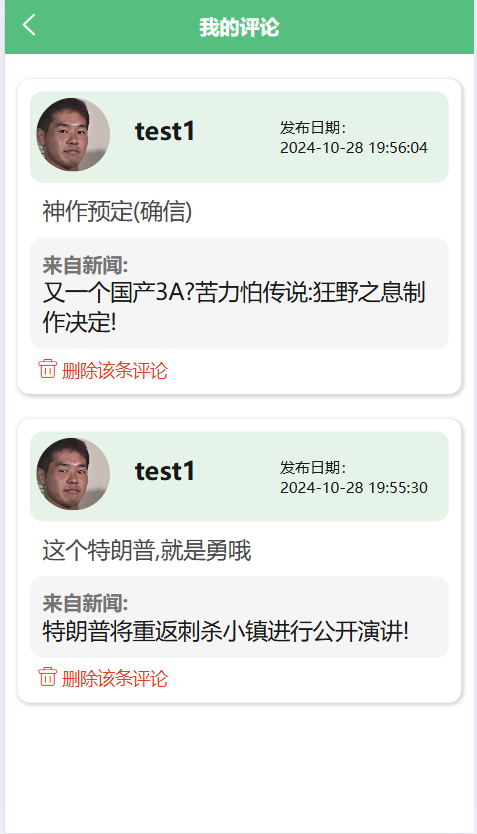 我的评论
test1
发布日期：
2024-10-28 19:56:04
神作预定(确信)
来自新闻:
又一个国产3A?苦力怕传说:狂野之息制
作决定!
删除该条评论
test1
发布日期：
2024-10-28 19:55:30
这个特朗普,就是勇哦
来自新闻:
特朗普将重返刺杀小镇进行公开演讲!
删除该条评论